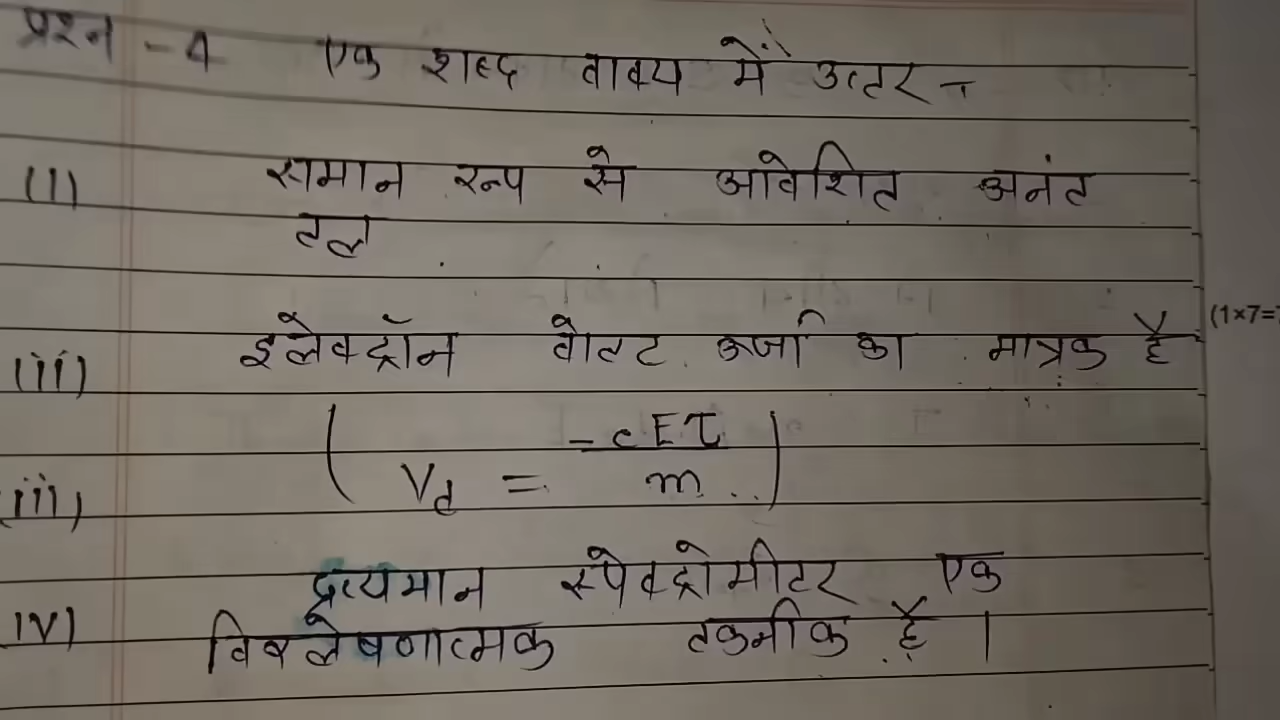 प्रश्न - 4 एक शब्द वाक्य में उत्तर -
(I) समान रूप से आवेशित अनंत
तल
(iii) इलेक्ट्रॉन वोल्ट ऊर्जा का मात्रक है
(1×7=
(iii) ( Vd = -eEτ / m )
IV) द्रव्यमान स्पेक्ट्रोमीटर एक
विश्लेषणात्मक तकनीक है।